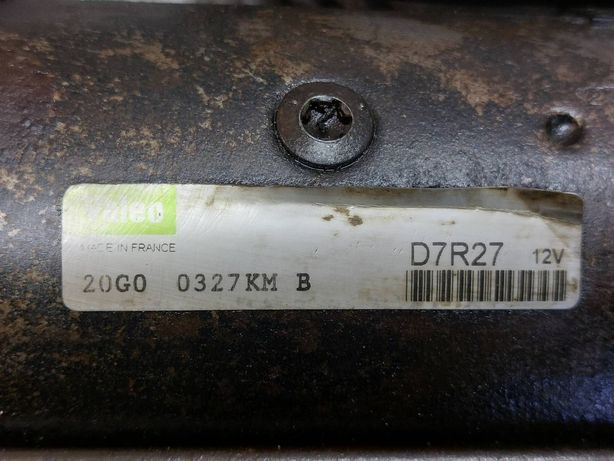 Valeo
MADE IN FRANCE
20G0 0327KM B
D7R27 12V